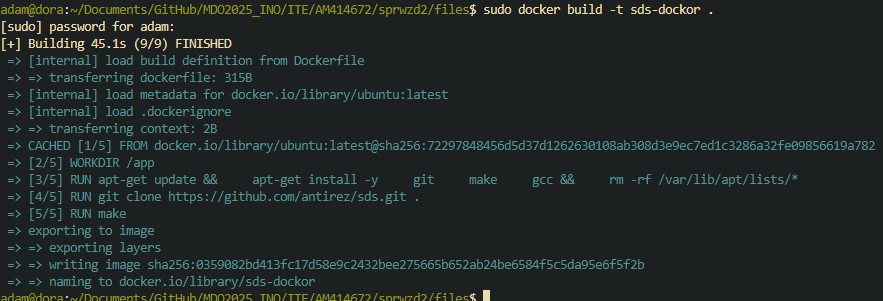 adam@dora:~/Documents/GitHub/MDO2025_INO/ITE/AM414672/sprwzd2/files$ sudo docker build -t sds-dockor .
[sudo] password for adam:
[+] Building 45.1s (9/9) FINISHED
=> [internal] load build definition from Dockerfile
=> => transferring dockerfile: 315B
=> [internal] load metadata for docker.io/library/ubuntu:latest
=> [internal] load .dockerignore
=> => transferring context: 2B
=> CACHED [1/5] FROM docker.io/library/ubuntu:latest@sha256:72297848456d5d37d1262630108ab308d3e9ec7ed1c3286a32fe09856619a782
=> [2/5] WORKDIR /app
=> [3/5] RUN apt-get update &&     apt-get install -y     git     make     gcc &&     rm -rf /var/lib/apt/lists/*
=> [4/5] RUN git clone https://github.com/antirez/sds.git .
=> [5/5] RUN make
=> exporting to image
=> => exporting layers
=> => writing image sha256:0359082bd413fc17d58e9c2432bee275665b652ab24be6584f5c5da95e6f5f2b
=> => naming to docker.io/library/sds-dockor
adam@dora:~/Documents/GitHub/MDO2025_INO/ITE/AM414672/sprwzd2/files$